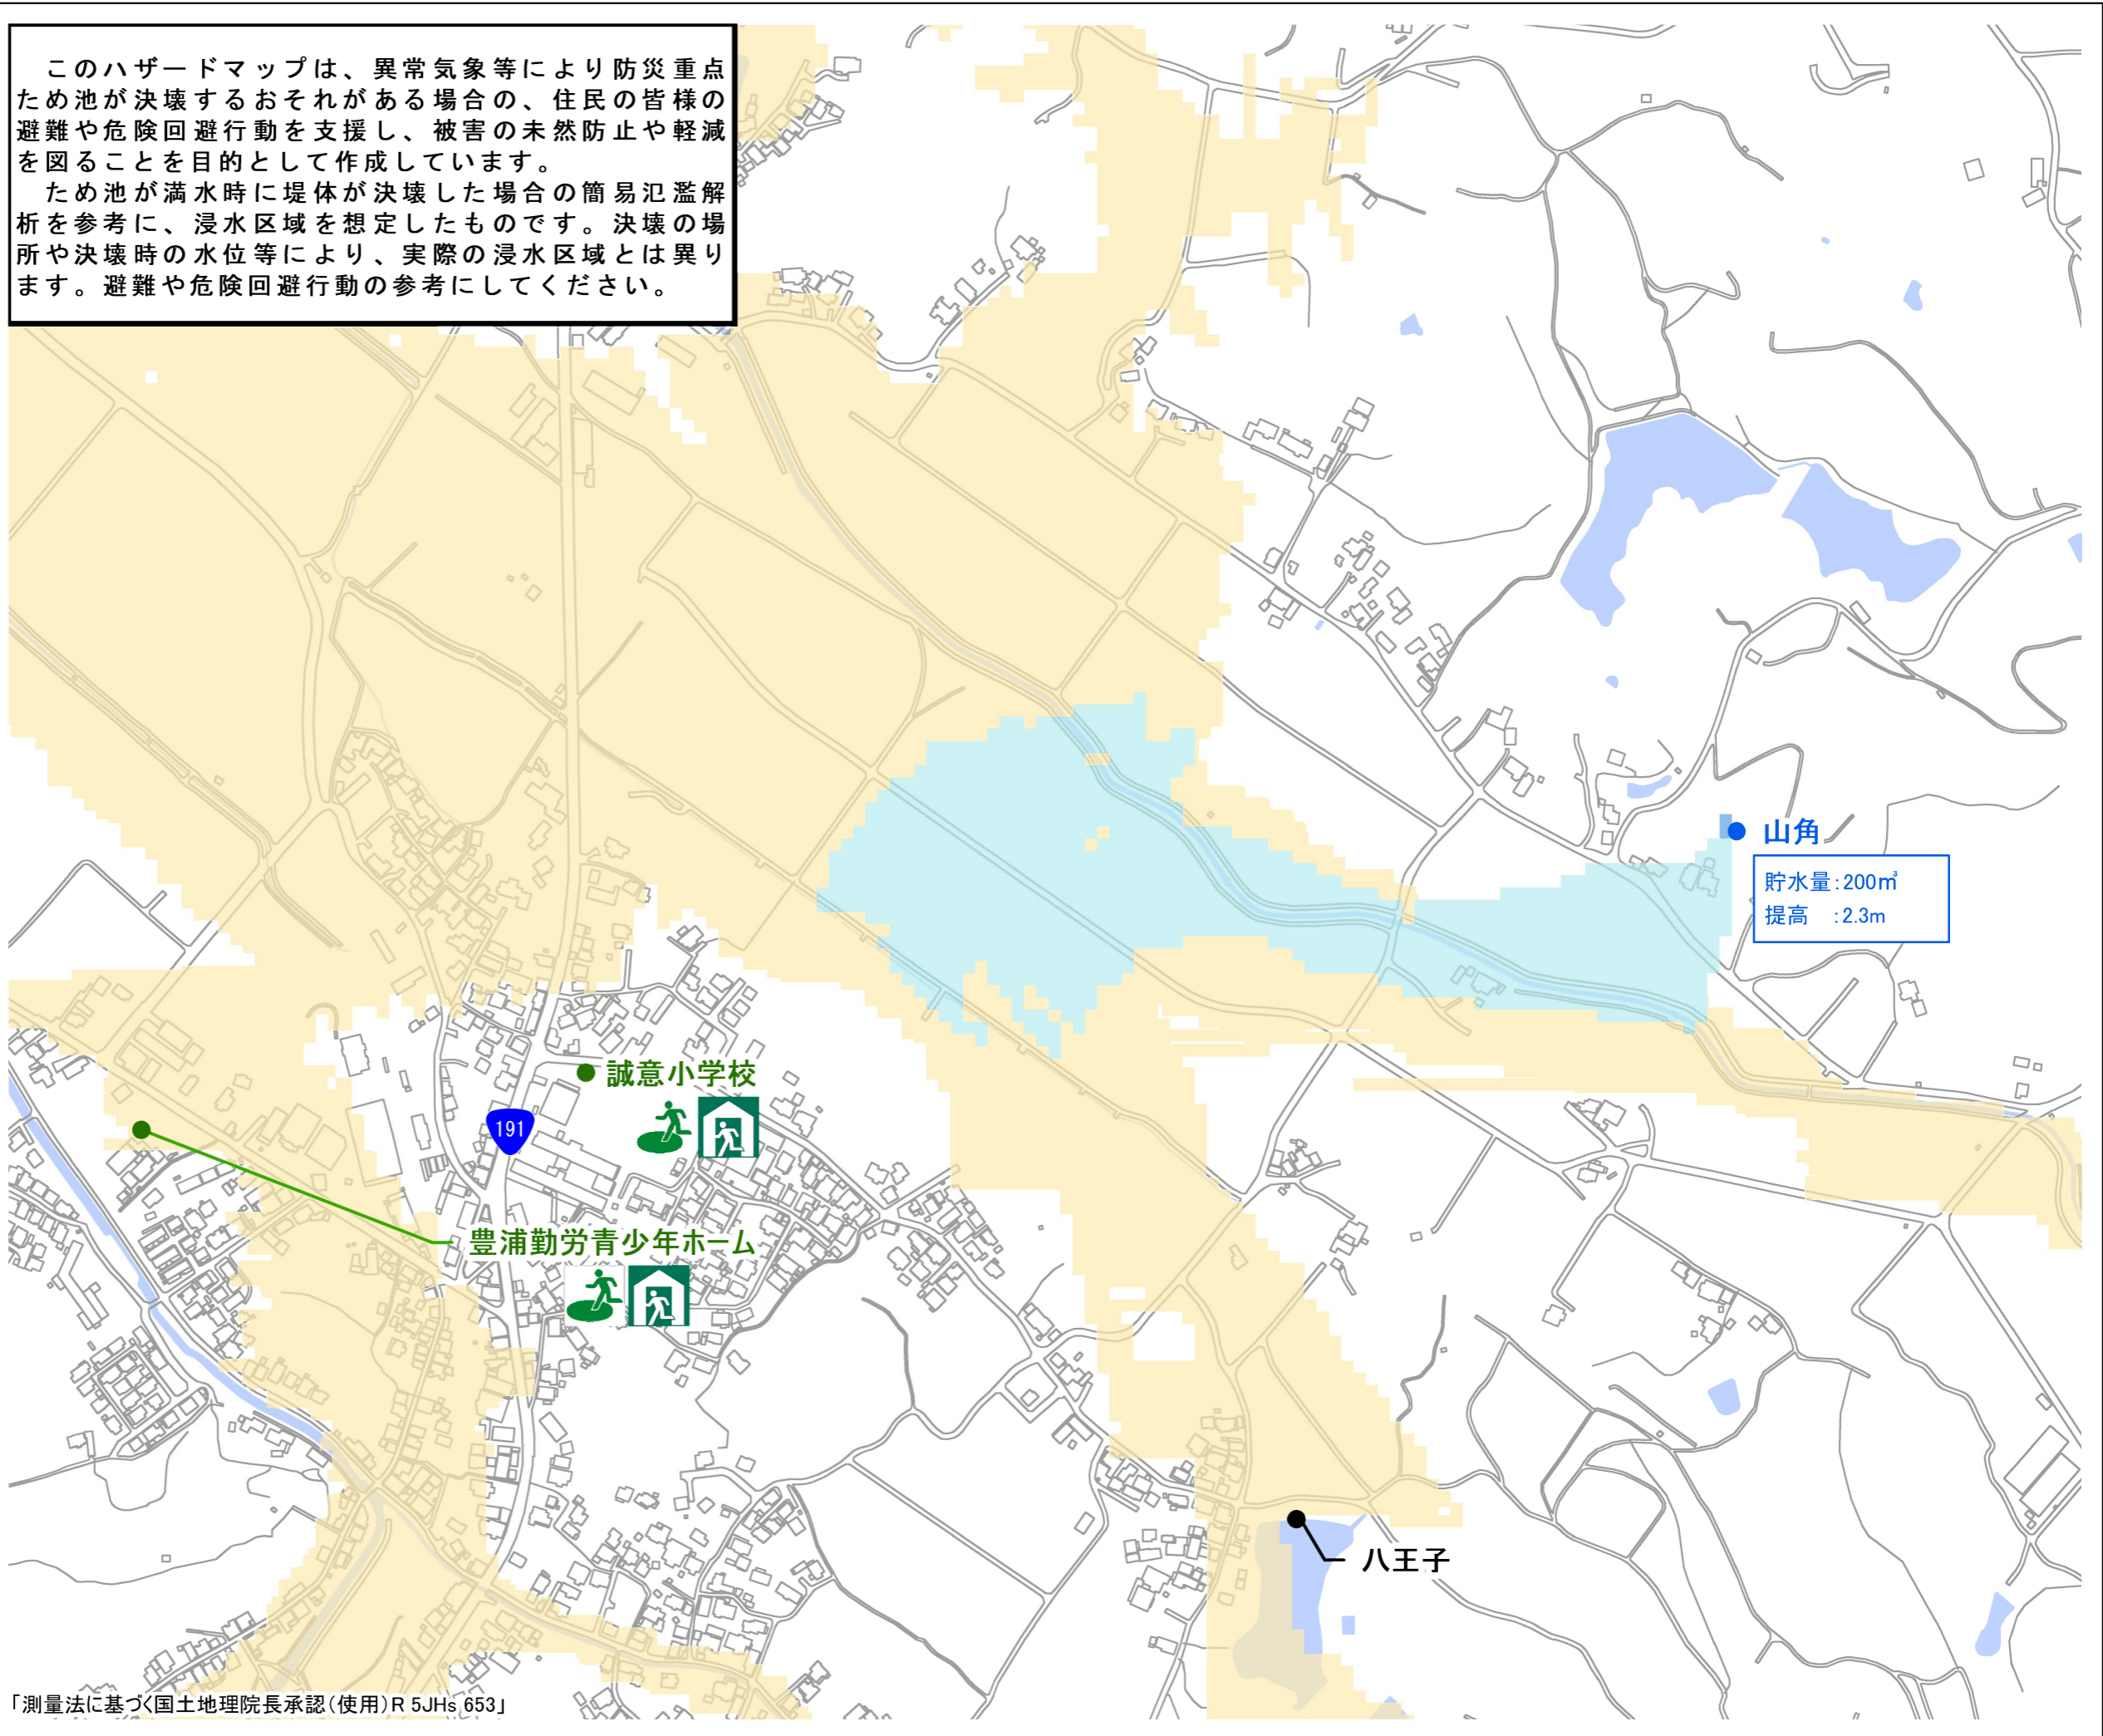 このハザードマップは、異常気象等により防災重点
ため池が決壊するおそれがある場合の、住民の皆様の
避難や危険回避行動を支援し、被害の未然防止や軽減
を図ることを目的として作成しています。
ため池が満水時に堤体が決壊した場合の簡易氾濫解
析を参考に、浸水区域を想定したものです。決壊の場
所や決壊時の水位等により、実際の浸水区域とは異り
ます。避難や危険回避行動の参考にしてください。
山角
貯水量:200㎥
提高　:2.3m
誠意小学校
191
豊浦勤労青少年ホーム
八王子
「測量法に基づく国土地理院長承認(使用)R 5JHs 653」